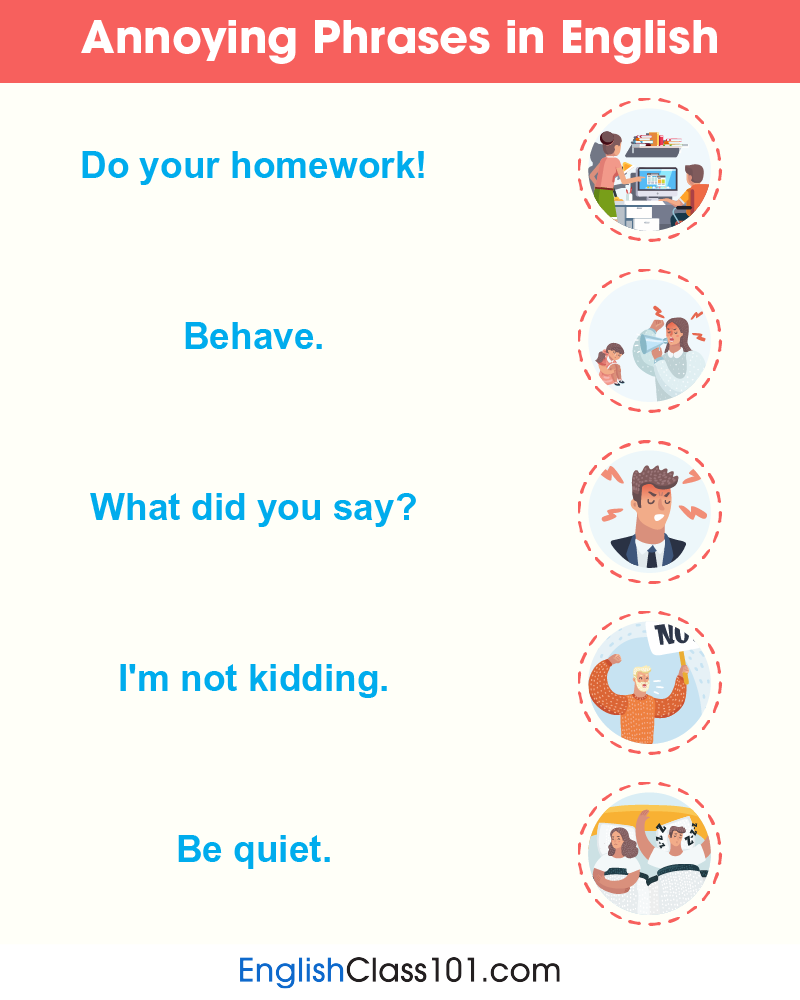 Annoying Phrases in English
Do your homework!
Behave.
What did you say?
I'm not kidding.
NO
Be quiet.
z z z z z z
EnglishClass101.com